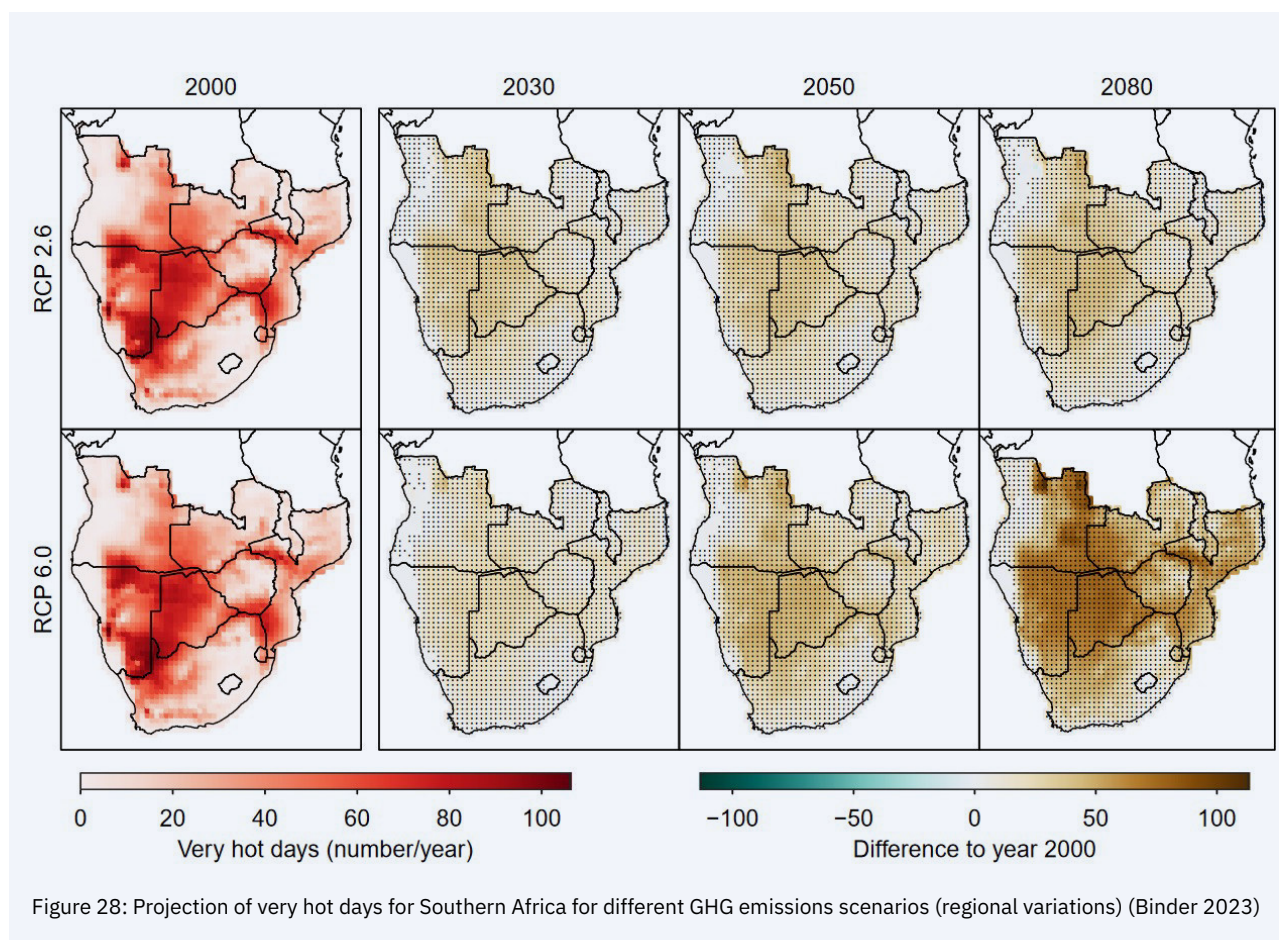 2000 2030 2050 2080
RCP 2.6
RCP 6.0
0 20 40 60 80 100
Very hot days (number/year)
−100 −50 0 50 100
Difference to year 2000
Figure 28: Projection of very hot days for Southern Africa for different GHG emissions scenarios (regional variations) (Binder 2023)